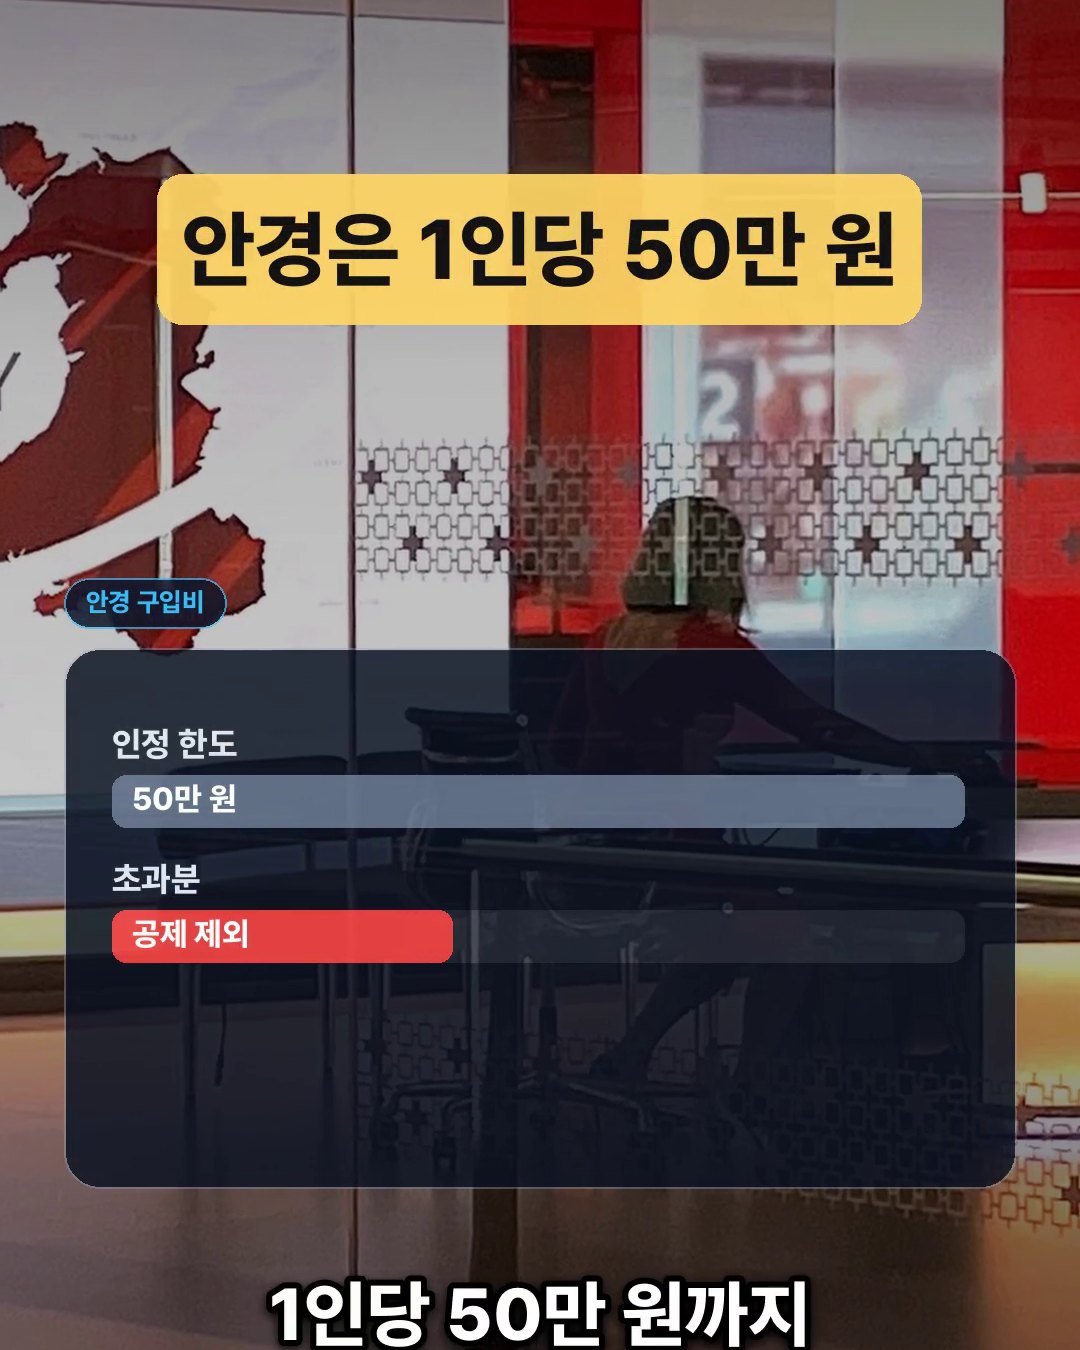 안경은 1인당 50만 원
2
안경 구입비
인정 한도
50만 원
초과분
공제 제외
1인당 50만 원까지